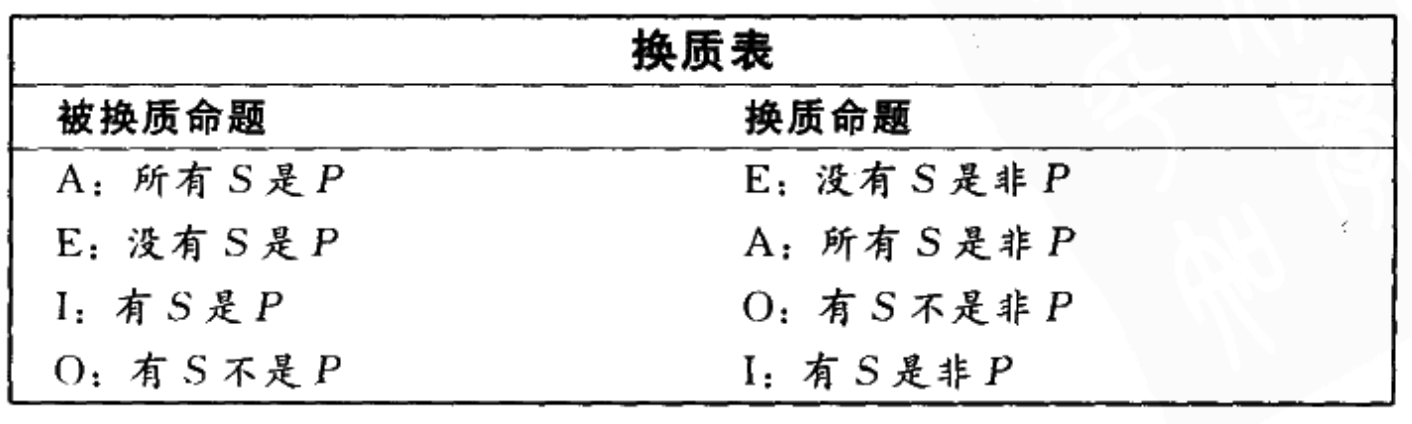 换质表
被换质命题 换质命题
A：所有 S 是 P E：没有 S 是非 P
E：没有 S 是 P A：所有 S 是非 P
I：有 S 是 P O：有 S 不是非 P
O：有 S 不是 P I：有 S 是非 P